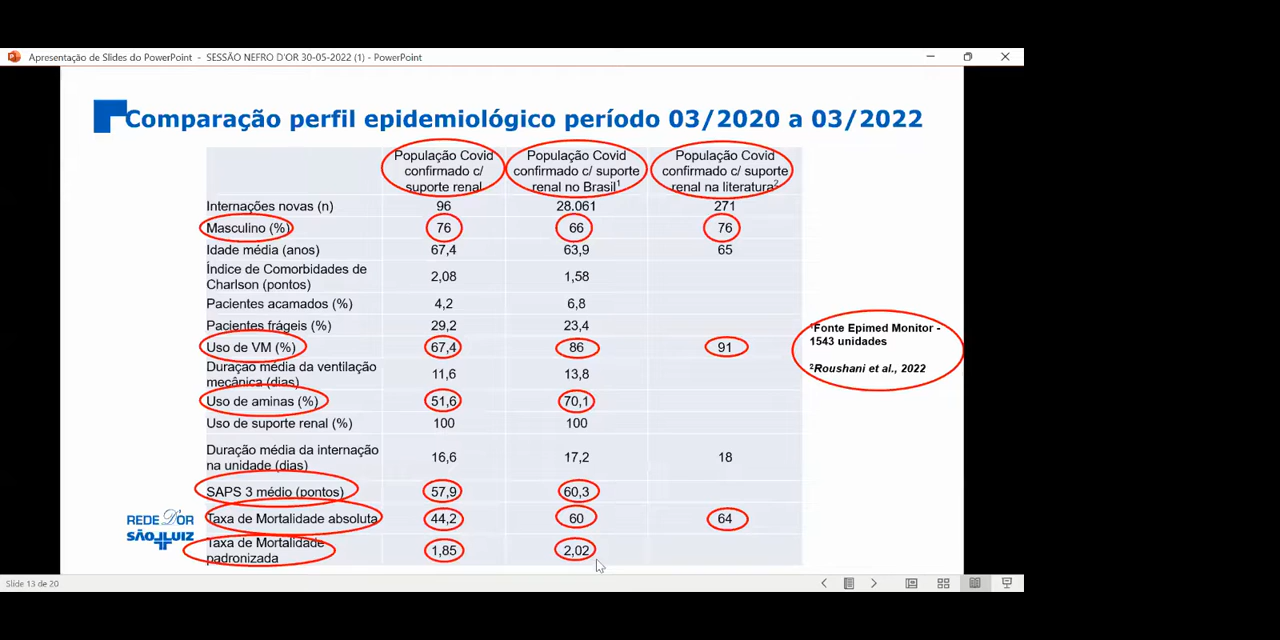 Apresentação de Slides do PowerPoint - SESSÃO NEFRO D'OR 30-05-2022 (1) - PowerPoint
Comparação perfil epidemiológico período 03/2020 a 03/2022
População Covid confirmado c/ suporte renal
População Covid confirmado c/ suporte renal no Brasil¹
População Covid confirmado c/ suporte renal na literatura²
Internações novas (n) 96 28.061 271
Masculino (%) 76 66 76
Idade média (anos) 67,4 63,9 65
Índice de Comorbidades de
Charlson (pontos) 2,08 1,58
Pacientes acamados (%) 4,2 6,8
Pacientes frágeis (%) 29,2 23,4
Uso de VM (%) 67,4 86 91
Duração média da ventilação
mecânica (dias) 11,6 13,8
Uso de aminas (%) 51,6 70,1
Uso de suporte renal (%) 100 100
Duração média da internação
na unidade (dias) 16,6 17,2 18
SAPS 3 médio (pontos) 57,9 60,3
Taxa de Mortalidade absoluta 44,2 60 64
Taxa de Mortalidade
padronizada 1,85 2,02
¹Fonte Epimed Monitor -
1543 unidades
²Roushani et al., 2022
REDE D'OR
SÃO LUIZ
Slide 13 de 20